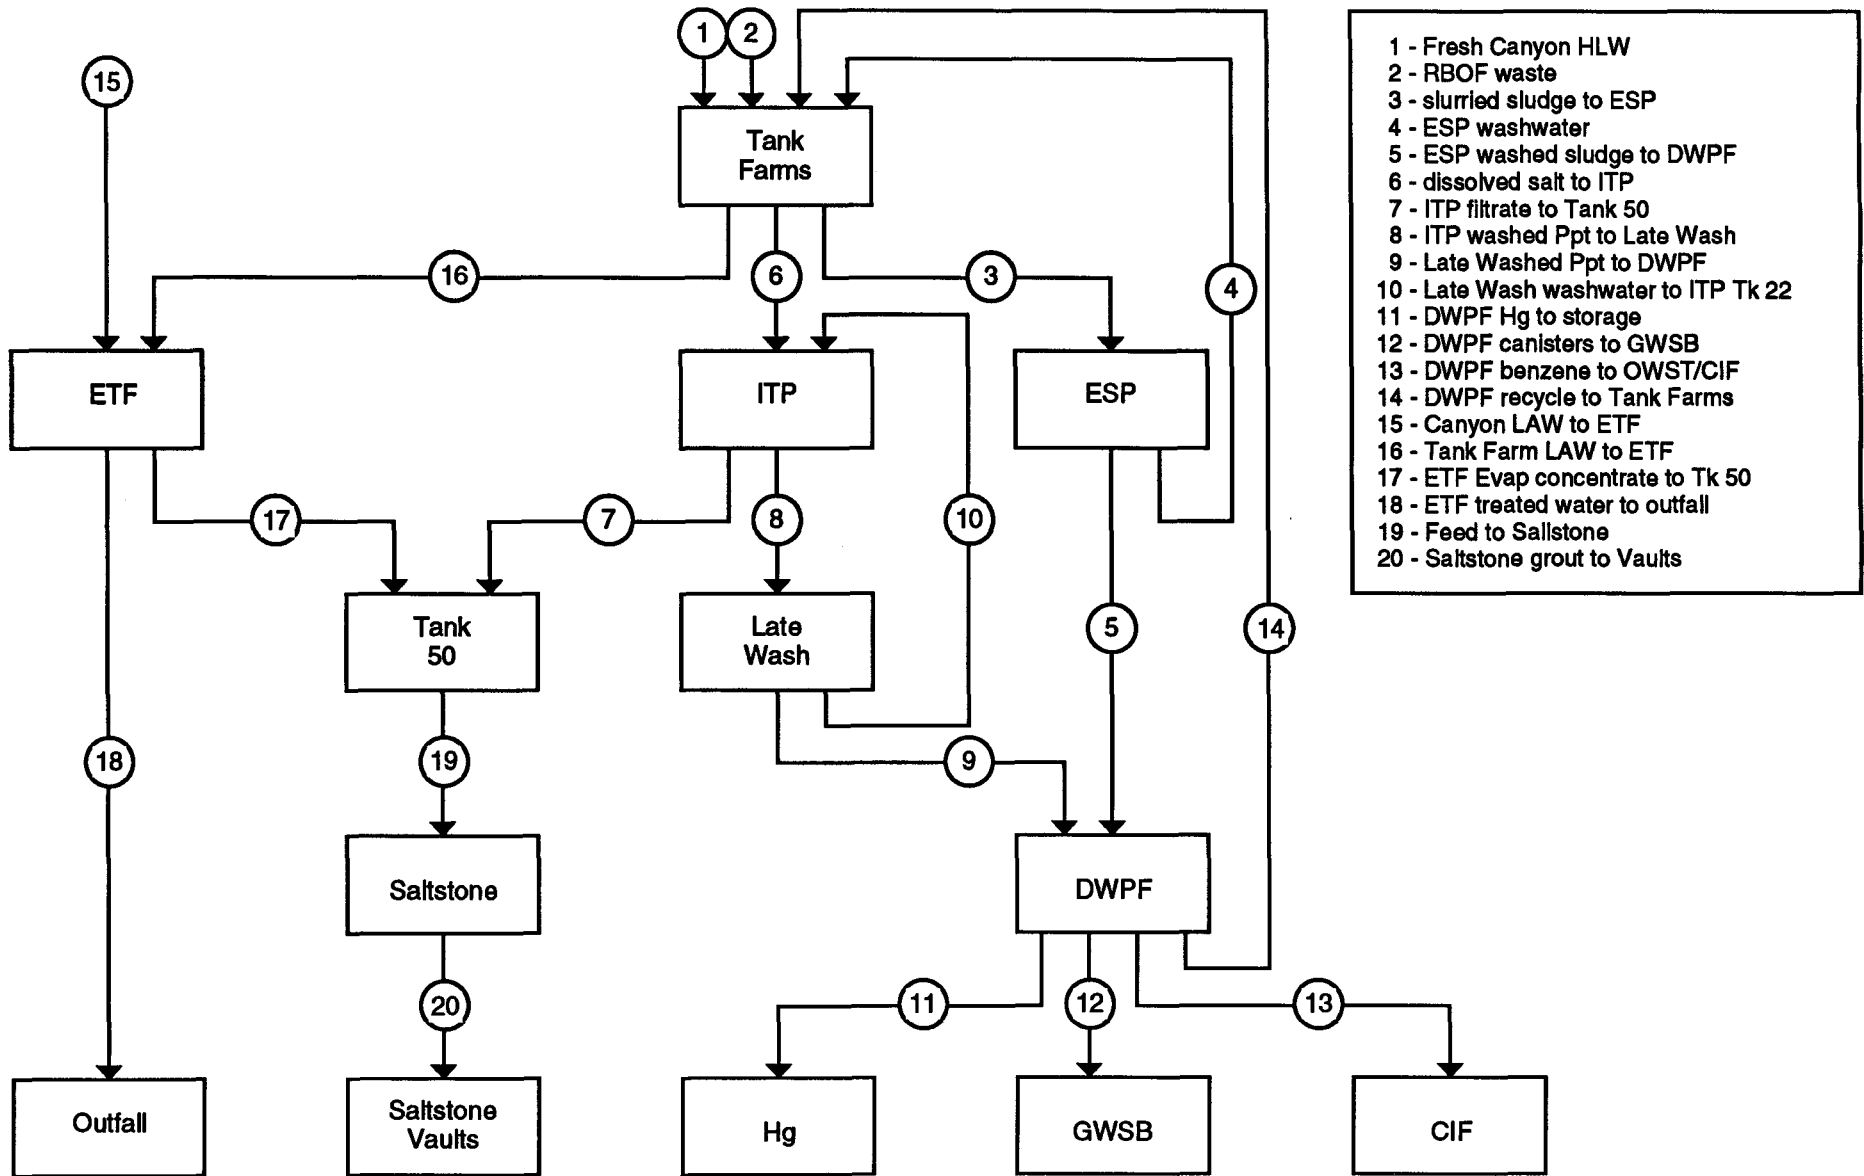 1
2
15
Tank
Farms
16
6
3
4
ETF
ITP
ESP
17
7
8
10
Tank
50
Late
Wash
5
14
18
19
9
Saltstone
DWPF
20
11
12
13
Outfall
Saltstone
Vaults
Hg
GWSB
CIF
1 - Fresh Canyon HLW
2 - RBOF waste
3 - slurried sludge to ESP
4 - ESP washwater
5 - ESP washed sludge to DWPF
6 - dissolved salt to ITP
7 - ITP filtrate to Tank 50
8 - ITP washed Ppt to Late Wash
9 - Late Washed Ppt to DWPF
10 - Late Wash washwater to ITP Tk 22
11 - DWPF Hg to storage
12 - DWPF canisters to GWSB
13 - DWPF benzene to OWST/CIF
14 - DWPF recycle to Tank Farms
15 - Canyon LAW to ETF
16 - Tank Farm LAW to ETF
17 - ETF Evap concentrate to Tk 50
18 - ETF treated water to outfall
19 - Feed to Saltstone
20 - Saltstone grout to Vaults